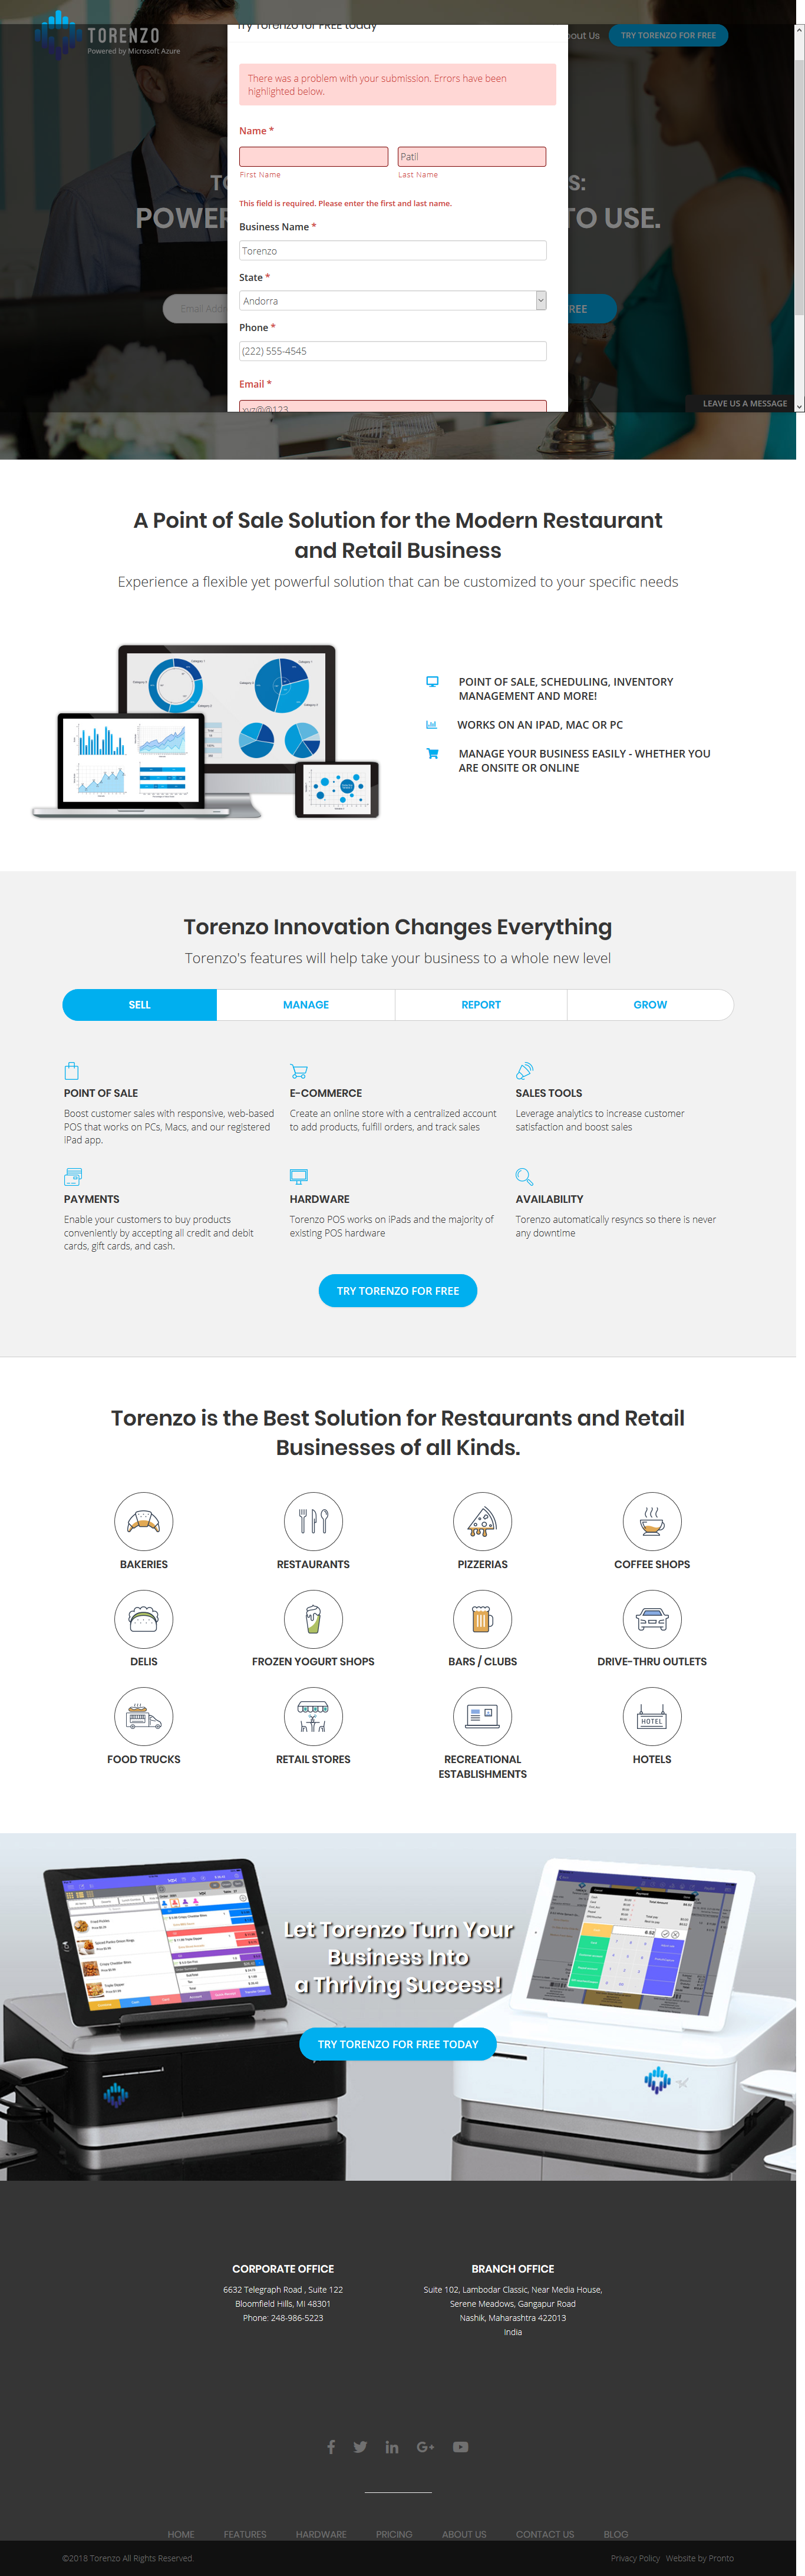 TORENZO
Powered by Microsoft Azure
Try Torenzo for FREE today
out Us
TRY TORENZO FOR FREE
There was a problem with your submission. Errors have been
highlighted below.
Name *
Patil
First Name
Last Name
This field is required. Please enter the first and last name.
S:
POWER
TO USE.
Business Name *
Torenzo
State *
Andorra
Email Addre
REE
Phone *
(222) 555-4545
Email *
xyz@@123
LEAVE US A MESSAGE
A Point of Sale Solution for the Modern Restaurant
and Retail Business
Experience a flexible yet powerful solution that can be customized to your specific needs
POINT OF SALE, SCHEDULING, INVENTORY
MANAGEMENT AND MORE!
WORKS ON AN IPAD, MAC OR PC
MANAGE YOUR BUSINESS EASILY - WHETHER YOU
ARE ONSITE OR ONLINE
Torenzo Innovation Changes Everything
Torenzo's features will help take your business to a whole new level
SELL
MANAGE
REPORT
GROW
POINT OF SALE
Boost customer sales with responsive, web-based
POS that works on PCs, Macs, and our registered
iPad app.
E-COMMERCE
Create an online store with a centralized account
to add products, fulfill orders, and track sales
SALES TOOLS
Leverage analytics to increase customer
satisfaction and boost sales
PAYMENTS
Enable your customers to buy products
conveniently by accepting all credit and debit
cards, gift cards, and cash.
HARDWARE
Torenzo POS works on iPads and the majority of
existing POS hardware
AVAILABILITY
Torenzo automatically resyncs so there is never
any downtime
TRY TORENZO FOR FREE
Torenzo is the Best Solution for Restaurants and Retail
Businesses of all Kinds.
BAKERIES
RESTAURANTS
PIZZERIAS
COFFEE SHOPS
DELIS
FROZEN YOGURT SHOPS
BARS / CLUBS
DRIVE-THRU OUTLETS
HOTEL
FOOD TRUCKS
RETAIL STORES
RECREATIONAL
ESTABLISHMENTS
HOTELS
Let Torenzo Turn Your
Business Into
a Thriving Success!
TRY TORENZO FOR FREE TODAY
CORPORATE OFFICE
6632 Telegraph Road , Suite 122
Bloomfield Hills, MI 48301
Phone: 248-986-5223
BRANCH OFFICE
Suite 102, Lambodar Classic, Near Media House,
Serene Meadows, Gangapur Road
Nashik, Maharashtra 422013
India
HOME
FEATURES
HARDWARE
PRICING
ABOUT US
CONTACT US
BLOG
©2018 Torenzo All Rights Reserved.
Privacy Policy
Website by Pronto